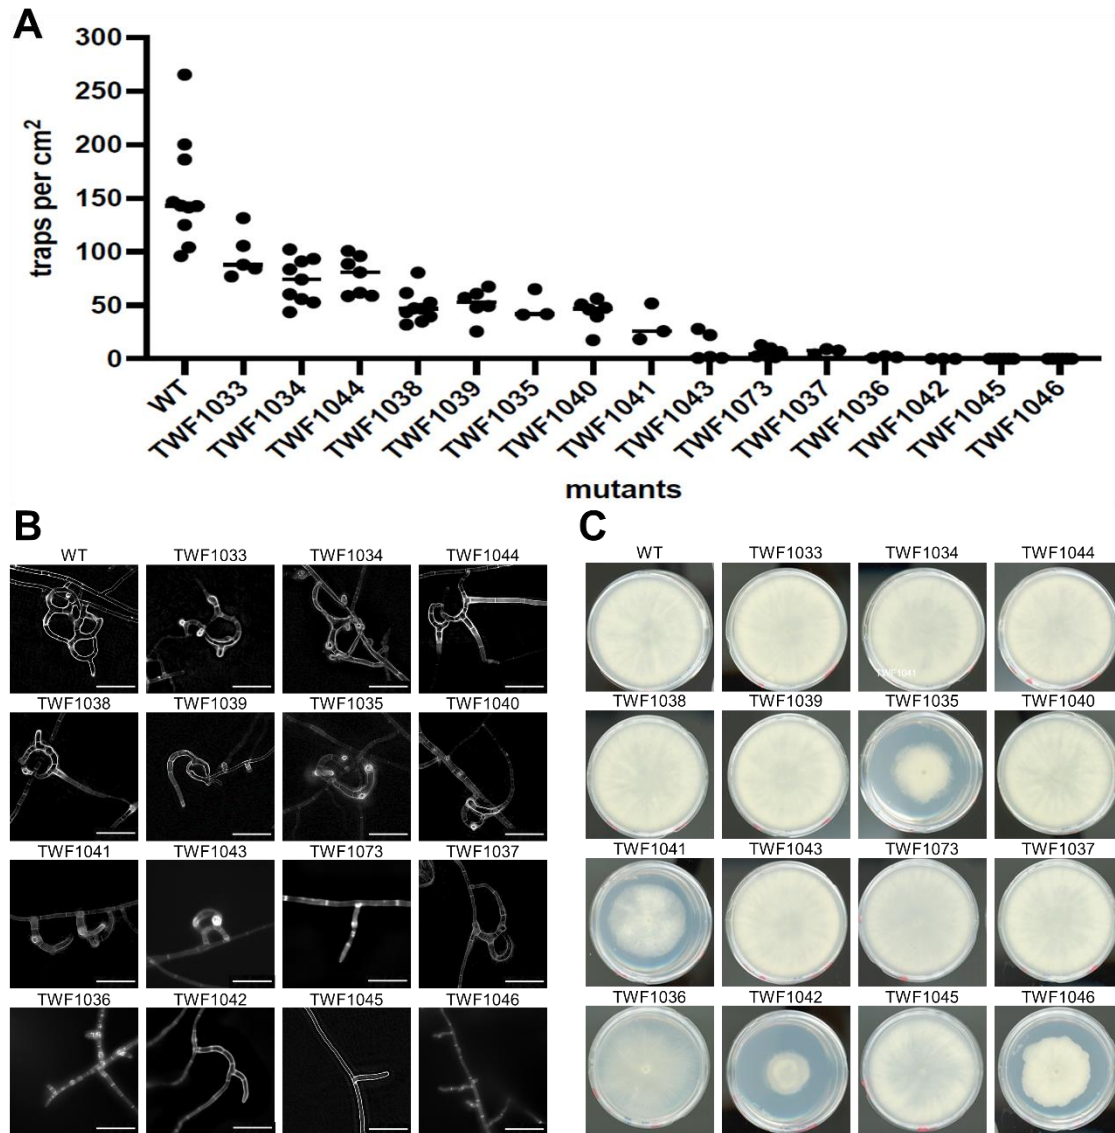 A
300
250
200
150
100
50
0
traps per cm²
WT TWF1033 TWF1034 TWF1044 TWF1038 TWF1039 TWF1035 TWF1040 TWF1041 TWF1043 TWF1073 TWF1037 TWF1036 TWF1042 TWF1045 TWF1046
mutants
B
WT TWF1033 TWF1034 TWF1044
TWF1038 TWF1039 TWF1035 TWF1040
TWF1041 TWF1043 TWF1073 TWF1037
TWF1036 TWF1042 TWF1045 TWF1046
C
WT TWF1033 TWF1034 TWF1044
TWF1041
TWF1038 TWF1039 TWF1035 TWF1040
TWF1041 TWF1043 TWF1073 TWF1037
TWF1036 TWF1042 TWF1045 TWF1046